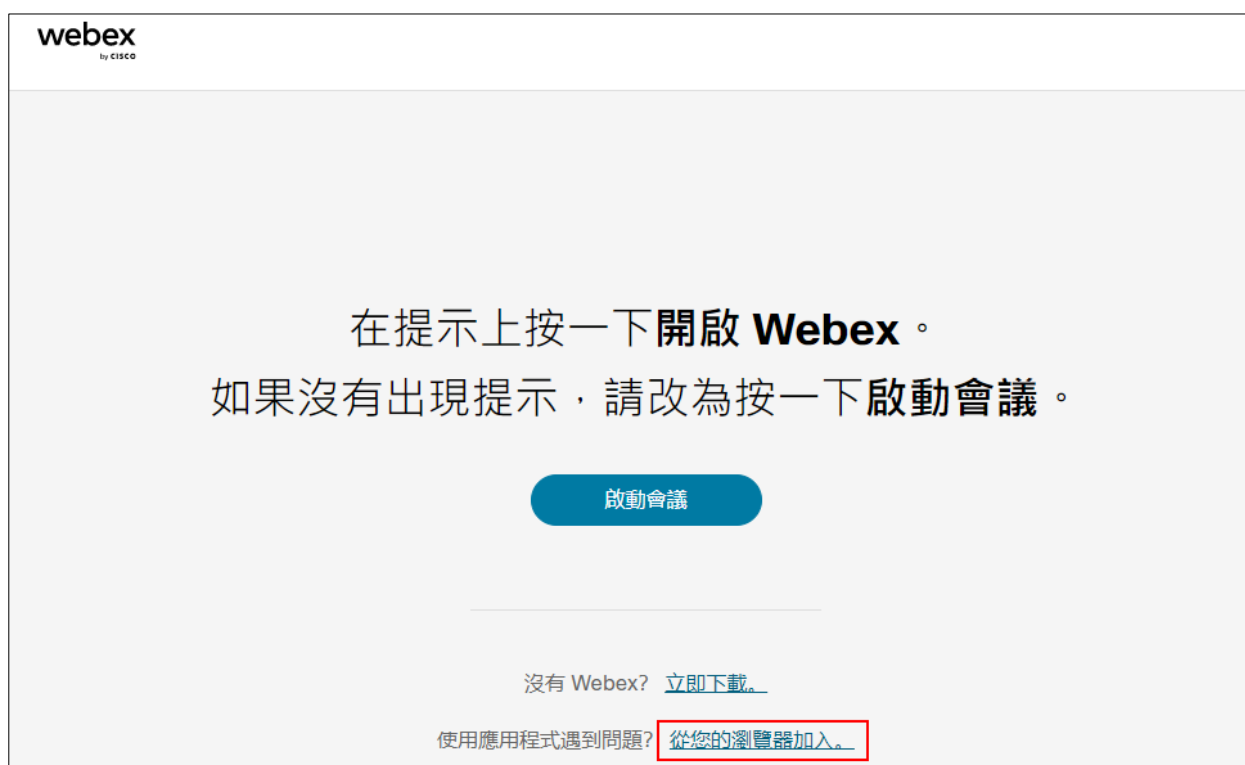 webex
by CISCO
在提示上按一下開啟 Webex。
如果沒有出現提示，請改為按一下啟動會議。
啟動會議
沒有 Webex? 立即下載。
使用應用程式遇到問題? 從您的瀏覽器加入。